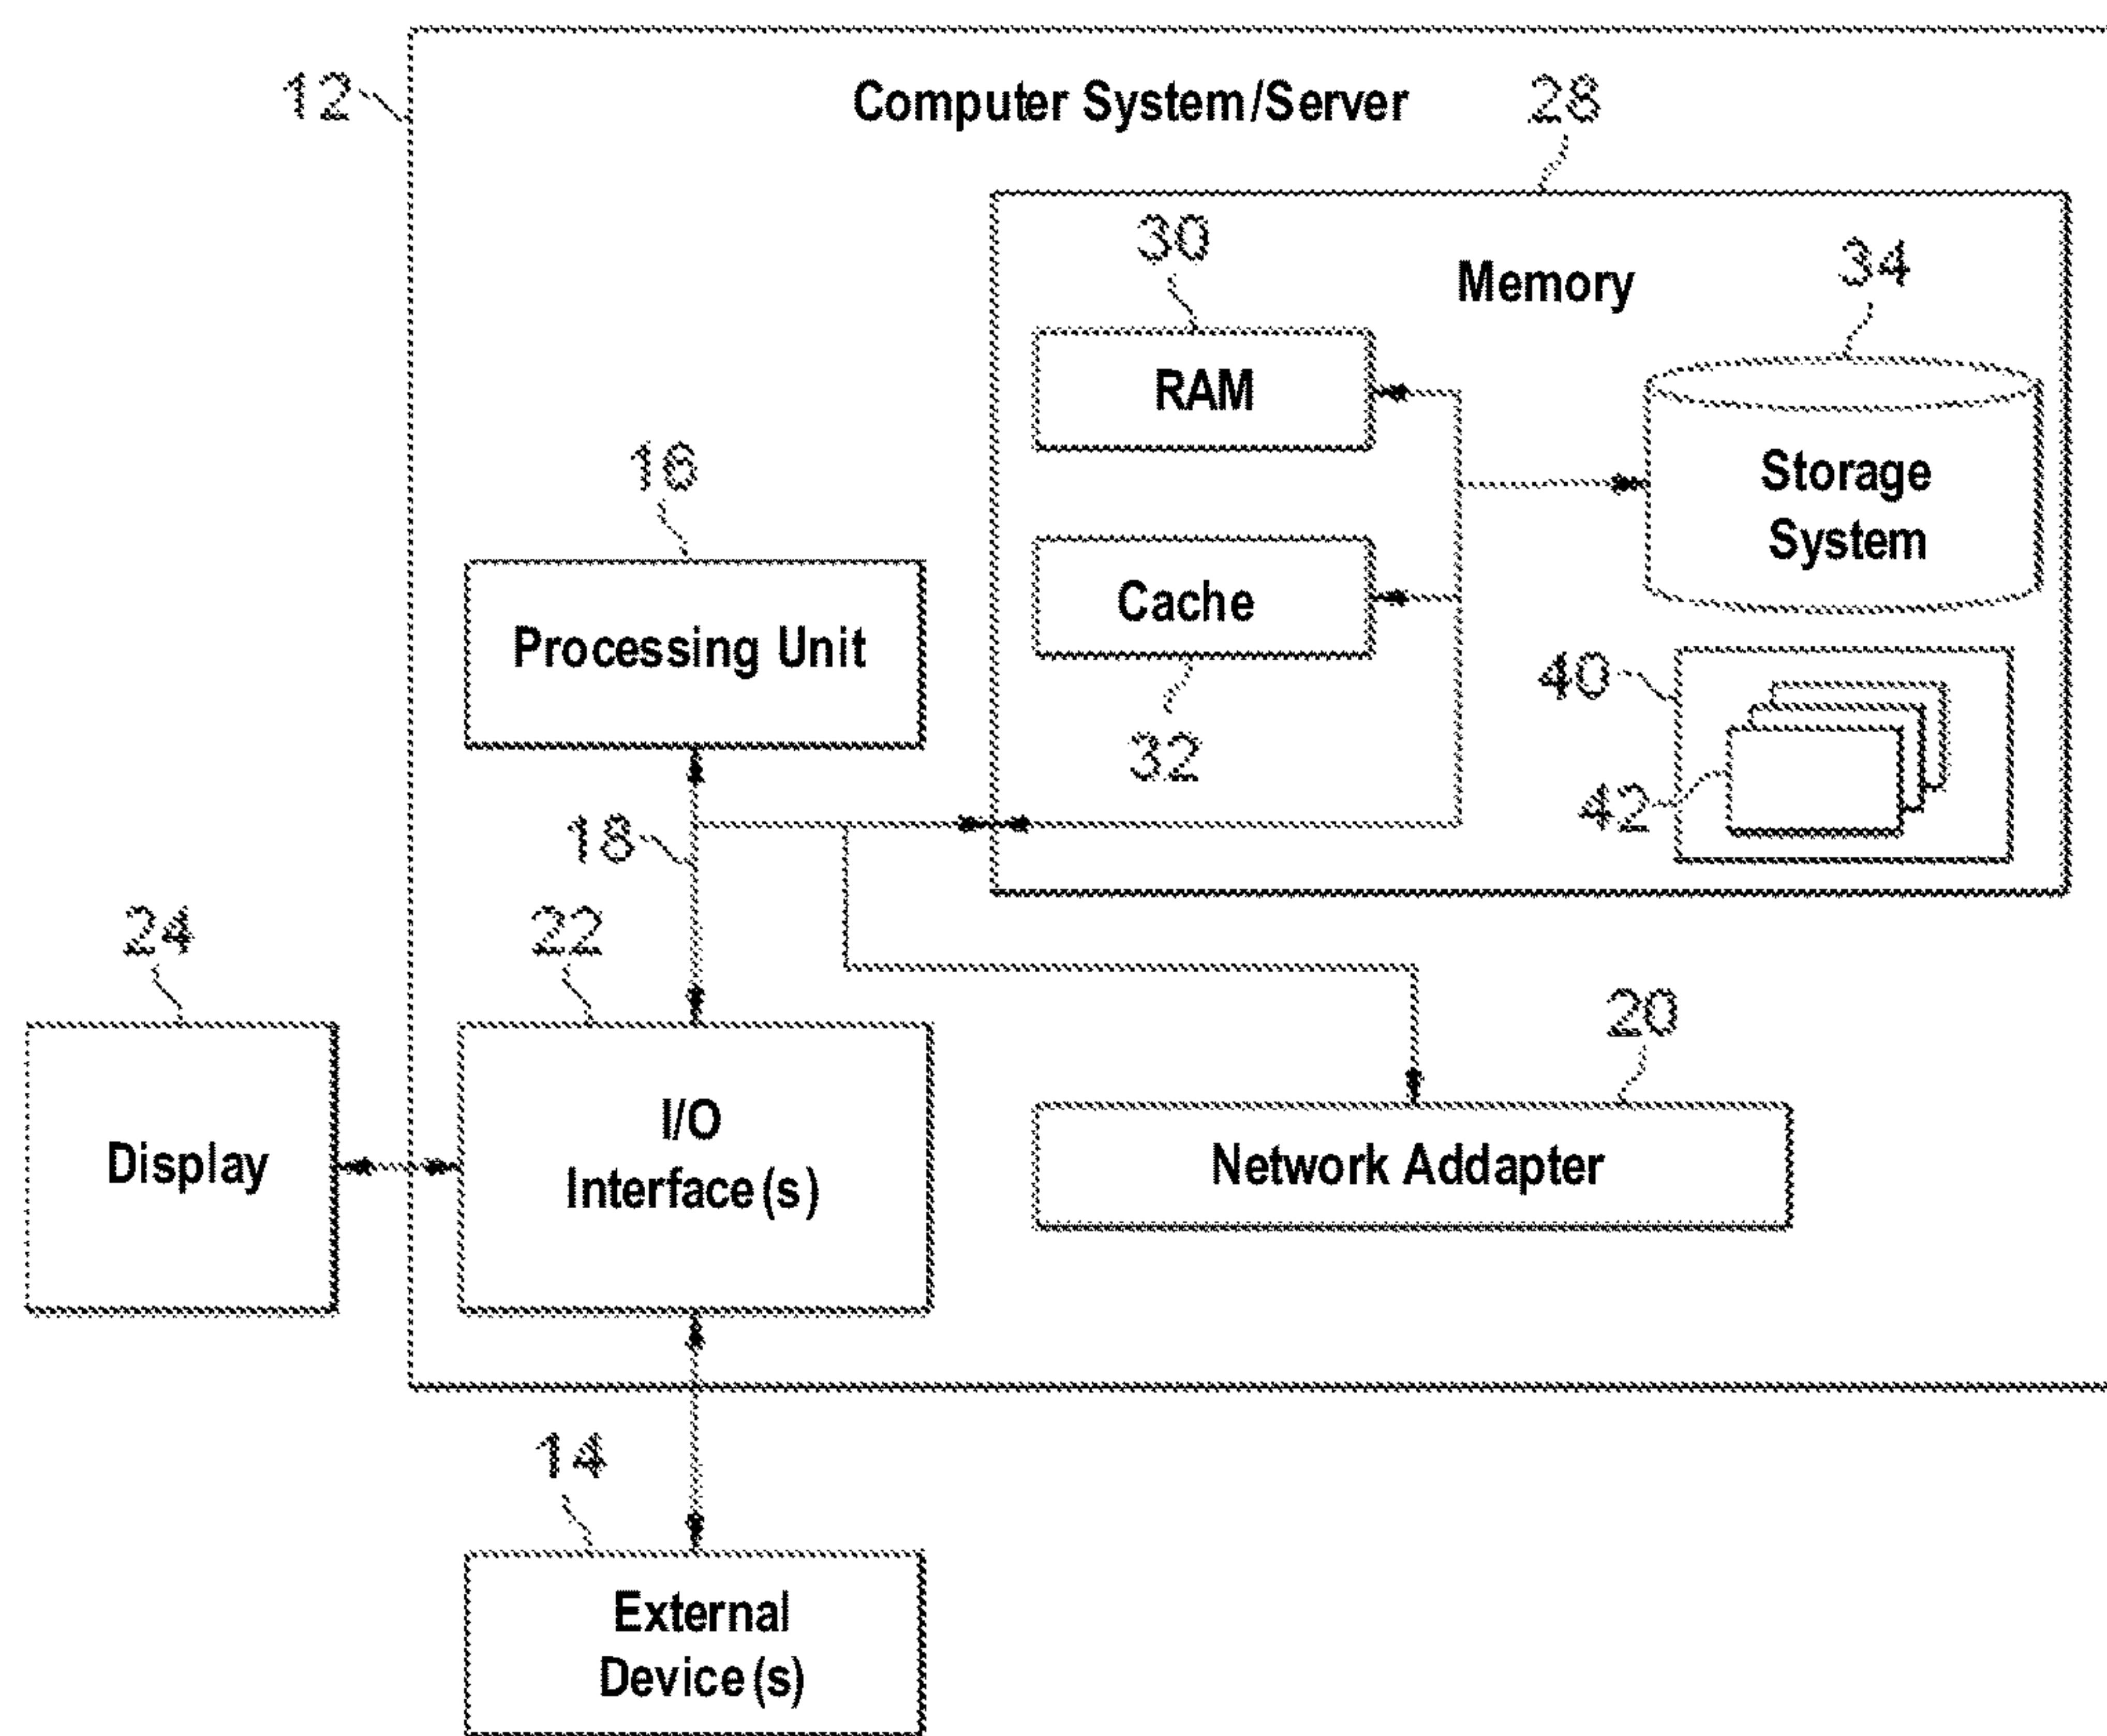 12
Computer System/Server
28
30
Memory
34
RAM
16
Storage
System
Cache
Processing Unit
40
32
42
18
24
22
20
I/O
Interface(s)
Display
Network Addapter
14
External
Device(s)